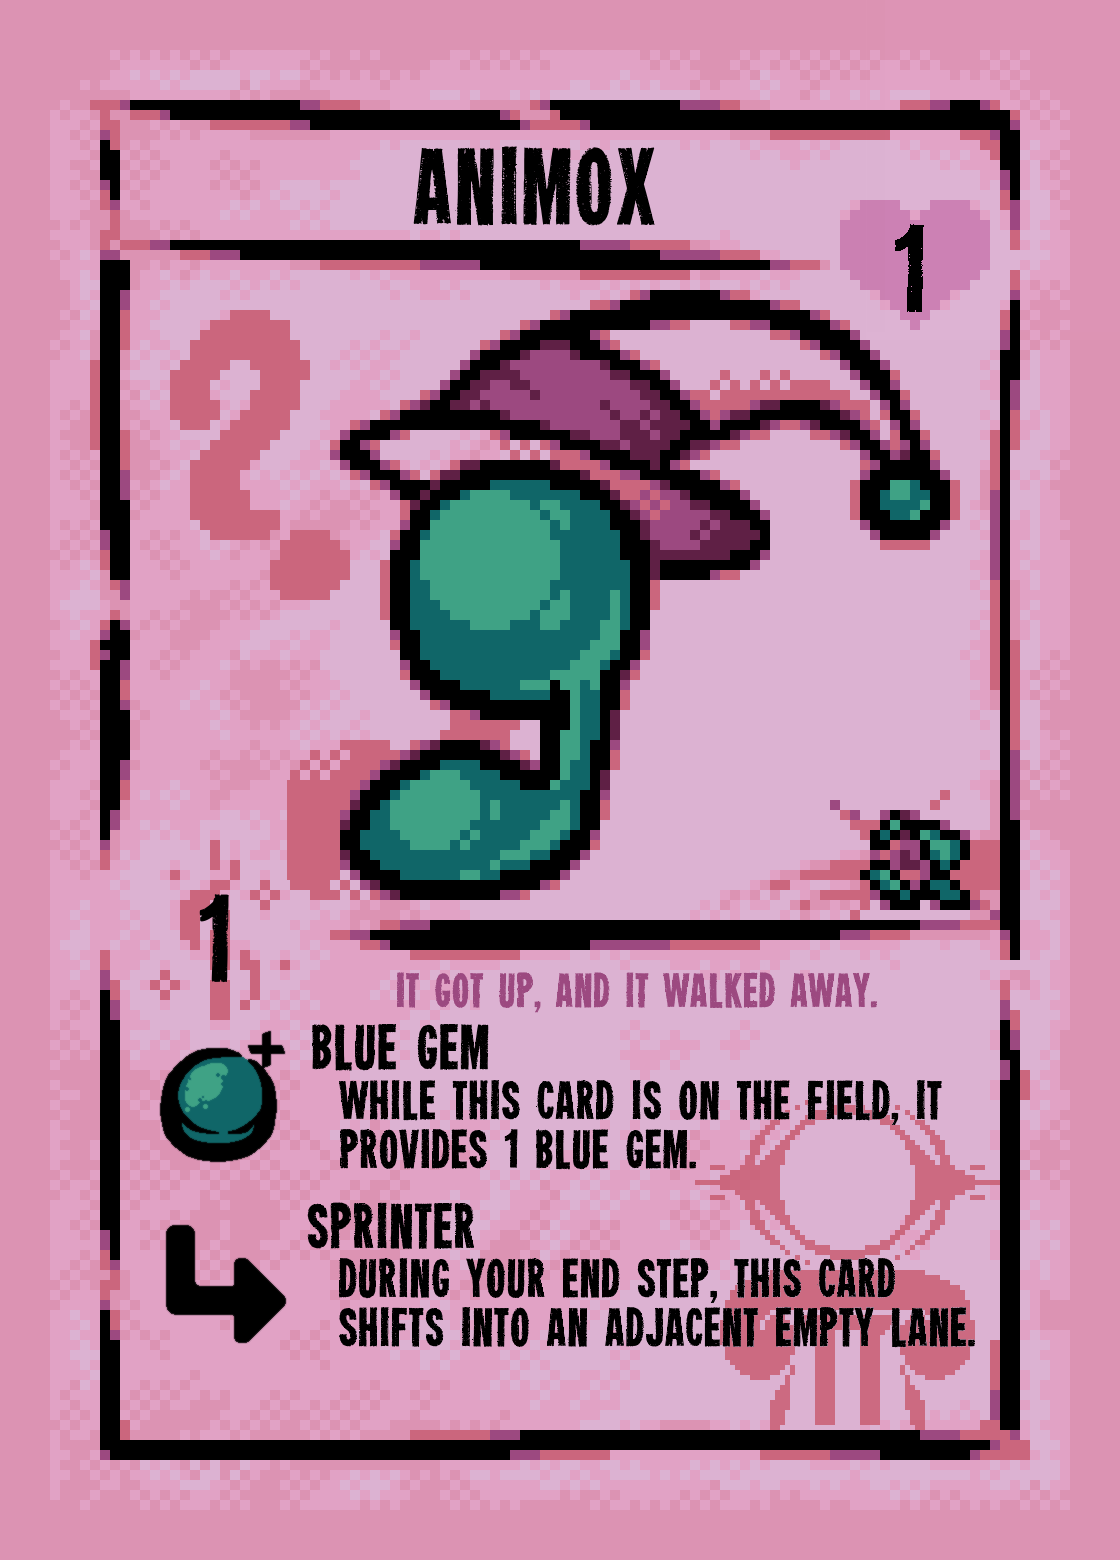 ANIMOX
1
1
IT GOT UP, AND IT WALKED AWAY.
BLUE GEM
WHILE THIS CARD IS ON THE FIELD, IT
PROVIDES 1 BLUE GEM.
SPRINTER
DURING YOUR END STEP, THIS CARD
SHIFTS INTO AN ADJACENT EMPTY LANE.